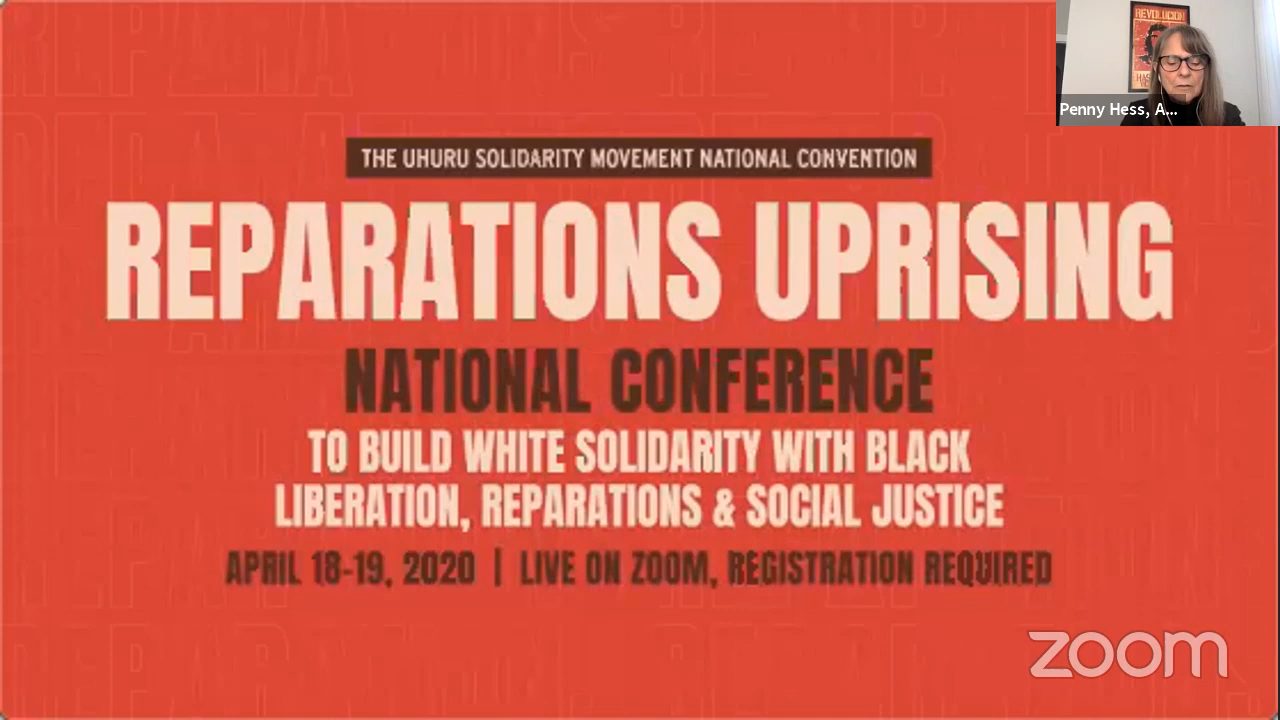 THE UHURU SOLIDARITY MOVEMENT NATIONAL CONVENTION
REPARATIONS UPRISING
NATIONAL CONFERENCE
TO BUILD WHITE SOLIDARITY WITH BLACK
LIBERATION, REPARATIONS & SOCIAL JUSTICE
APRIL 18-19, 2020 | LIVE ON ZOOM, REGISTRATION REQUIRED
REVOLUCION
Penny Hess, A...
zoom